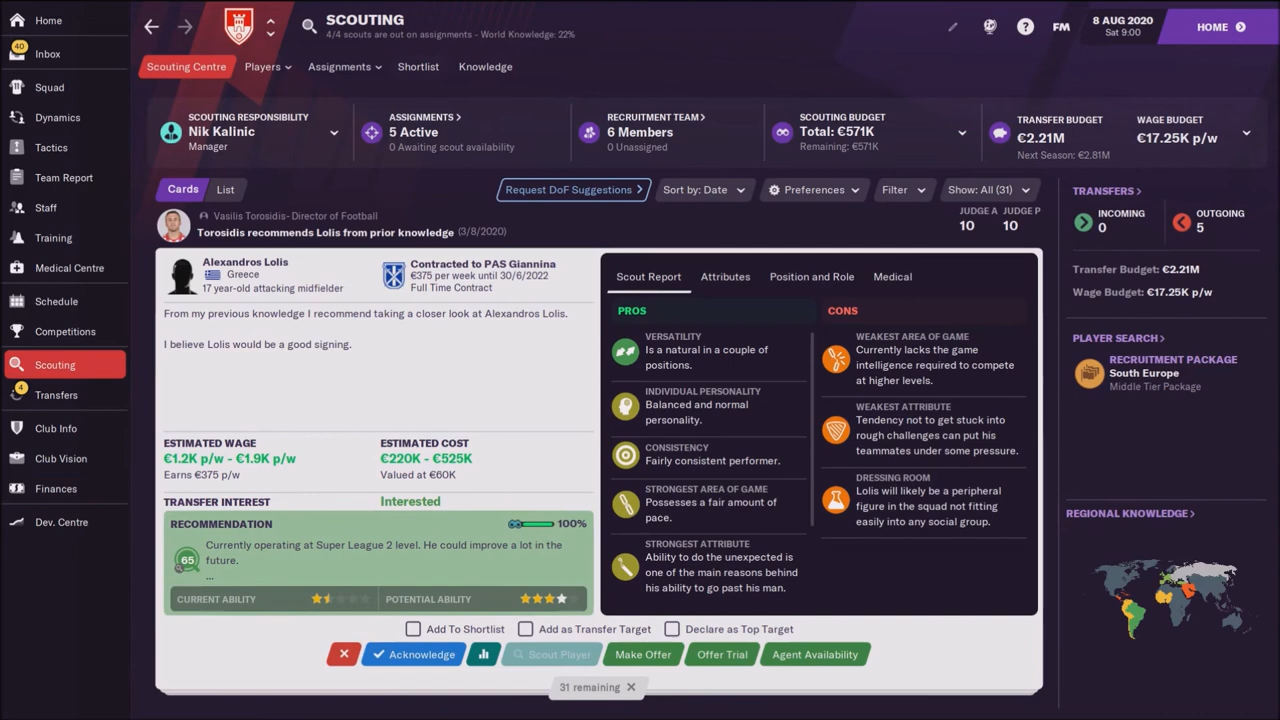 Home
40
Inbox
Squad
Dynamics
Tactics
Team Report
Staff
Training
Medical Centre
Schedule
Competitions
Scouting
4
Transfers
Club Info
Club Vision
Finances
Dev. Centre
SCOUTING
4/4 scouts are out on assignments - World Knowledge: 22%
?
FM
8 AUG 2020
Sat 9:00
HOME
Scouting Centre
Players
Assignments
Shortlist
Knowledge
SCOUTING RESPONSIBILITY
Nik Kalinic
Manager
ASSIGNMENTS >
5 Active
0 Awaiting scout availability
RECRUITMENT TEAM >
6 Members
0 Unassigned
SCOUTING BUDGET
Total: €571K
Remaining: €571K
TRANSFER BUDGET
€2.21M
Next Season: €2.81M
WAGE BUDGET
€17.25K p/w
Cards
List
Request DoF Suggestions >
Sort by: Date
Preferences
Filter
Show: All (31)
Vasilis Torosidis- Director of Football
Torosidis recommends Lolis from prior knowledge (3/8/2020)
JUDGE A JUDGE P
10 10
Alexandros Lolis
Greece
17 year-old attacking midfielder
Contracted to PAS Giannina
€375 per week until 30/6/2022
Full Time Contract
From my previous knowledge I recommend taking a closer look at Alexandros Lolis.
I believe Lolis would be a good signing.
ESTIMATED WAGE
€1.2K p/w - €1.9K p/w
Earns €375 p/w
ESTIMATED COST
€220K - €525K
Valued at €60K
TRANSFER INTEREST
Interested
RECOMMENDATION
100%
65
Currently operating at Super League 2 level. He could improve a lot in the
future.
...
CURRENT ABILITY
POTENTIAL ABILITY
Scout Report
Attributes
Position and Role
Medical
PROS
VERSATILITY
Is a natural in a couple of
positions.
INDIVIDUAL PERSONALITY
Balanced and normal
personality.
CONSISTENCY
Fairly consistent performer.
STRONGEST AREA OF GAME
Possesses a fair amount of
pace.
STRONGEST ATTRIBUTE
Ability to do the unexpected is
one of the main reasons behind
his ability to go past his man.
CONS
WEAKEST AREA OF GAME
Currently lacks the game
intelligence required to compete
at higher levels.
WEAKEST ATTRIBUTE
Tendency not to get stuck into
rough challenges can put his
teammates under some pressure.
DRESSING ROOM
Lolis will likely be a peripheral
figure in the squad not fitting
easily into any social group.
Add To Shortlist
Add as Transfer Target
Declare as Top Target
Acknowledge
Scout Player
Make Offer
Offer Trial
Agent Availability
31 remaining
TRANSFERS >
INCOMING
0
OUTGOING
5
Transfer Budget: €2.21M
Wage Budget: €17.25K p/w
PLAYER SEARCH >
RECRUITMENT PACKAGE
South Europe
Middle Tier Package
REGIONAL KNOWLEDGE >